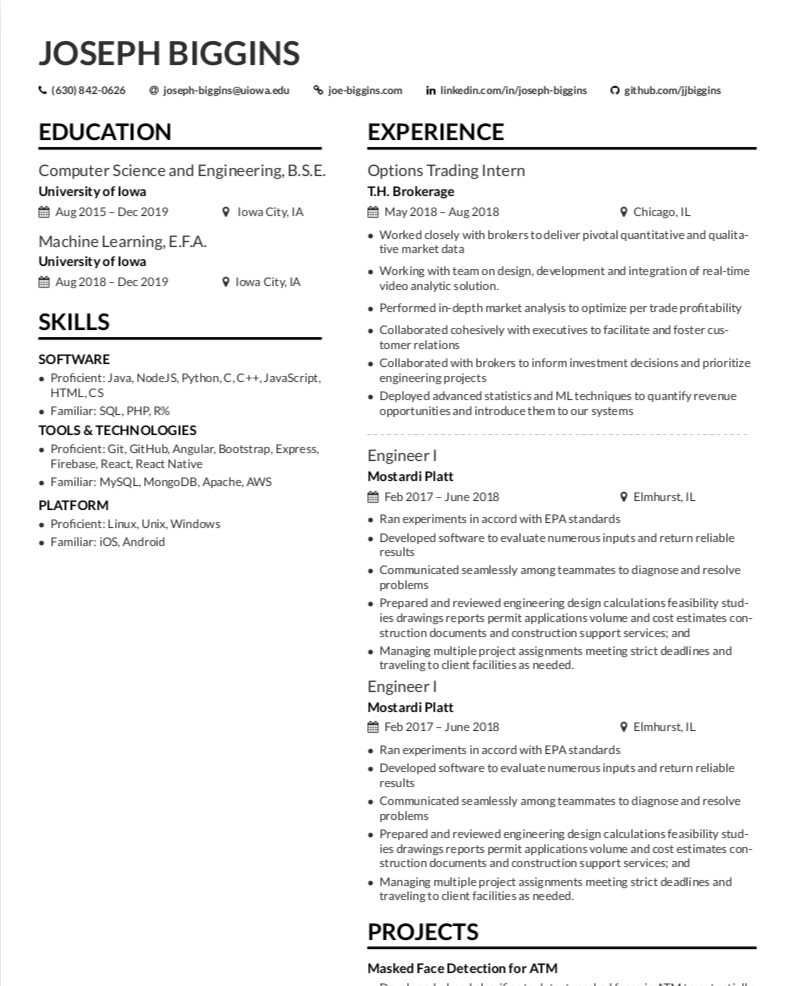 JOSEPH BIGGINS
(630) 842-0626 joseph-biggins@uiowa.edu joe-biggins.com linkedin.com/in/joseph-biggins github.com/jjbiggins
EDUCATION
Computer Science and Engineering, B.S.E.
University of Iowa
Aug 2015 – Dec 2019 Iowa City, IA
Machine Learning, E.F.A.
University of Iowa
Aug 2018 – Dec 2019 Iowa City, IA
SKILLS
SOFTWARE
• Proficient: Java, NodeJS, Python, C, C++, JavaScript,
HTML, CS
• Familiar: SQL, PHP, R%
TOOLS & TECHNOLOGIES
• Proficient: Git, GitHub, Angular, Bootstrap, Express,
Firebase, React, React Native
• Familiar: MySQL, MongoDB, Apache, AWS
PLATFORM
• Proficient: Linux, Unix, Windows
• Familiar: iOS, Android
EXPERIENCE
Options Trading Intern
T.H. Brokerage
May 2018 – Aug 2018 Chicago, IL
• Worked closely with brokers to deliver pivotal quantitative and qualita-
tive market data
• Working with team on design, development and integration of real-time
video analytic solution.
• Performed in-depth market analysis to optimize per trade profitability
• Collaborated cohesively with executives to facilitate and foster cus-
tomer relations
• Collaborated with brokers to inform investment decisions and prioritize
engineering projects
• Deployed advanced statistics and ML techniques to quantify revenue
opportunities and introduce them to our systems
Engineer I
Mostardi Platt
Feb 2017 – June 2018 Elmhurst, IL
• Ran experiments in accord with EPA standards
• Developed software to evaluate numerous inputs and return reliable
results
• Communicated seamlessly among teammates to diagnose and resolve
problems
• Prepared and reviewed engineering design calculations feasibility stud-
ies drawings reports permit applications volume and cost estimates con-
struction documents and construction support services; and
• Managing multiple project assignments meeting strict deadlines and
traveling to client facilities as needed.
Engineer I
Mostardi Platt
Feb 2017 – June 2018 Elmhurst, IL
• Ran experiments in accord with EPA standards
• Developed software to evaluate numerous inputs and return reliable
results
• Communicated seamlessly among teammates to diagnose and resolve
problems
• Prepared and reviewed engineering design calculations feasibility stud-
ies drawings reports permit applications volume and cost estimates con-
struction documents and construction support services; and
• Managing multiple project assignments meeting strict deadlines and
traveling to client facilities as needed.
PROJECTS
Masked Face Detection for ATM